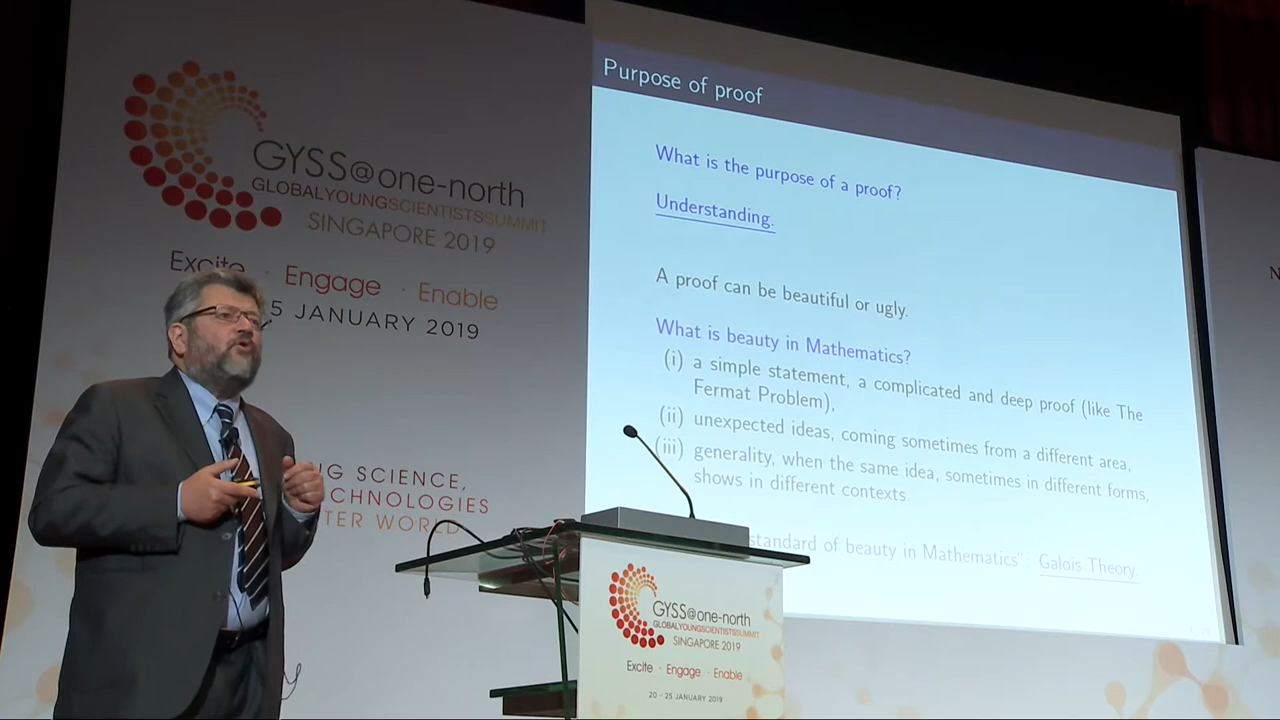 GYSS@one-north
GLOBALYOUNGSCIENTISTSSUMMIT
SINGAPORE 2019
Excite · Engage · Enable
5 JANUARY 2019
NG SCIENCE,
TECHNOLOGIES
TER WORLD
Purpose of proof
What is the purpose of a proof?
Understanding.
A proof can be beautiful or ugly.
What is beauty in Mathematics?
(i) a simple statement, a complicated and deep proof (like The
Fermat Problem),
(ii) unexpected ideas, coming sometimes from a different area,
(iii) generality, when the same idea, sometimes in different forms,
shows in different contexts.
standard of beauty in Mathematics": Galois Theory.
GYSS@one-north
GLOBALYOUNGSCIENTISTSSUMMIT
SINGAPORE 2019
Excite · Engage · Enable
20 - 25 JANUARY 2019
N